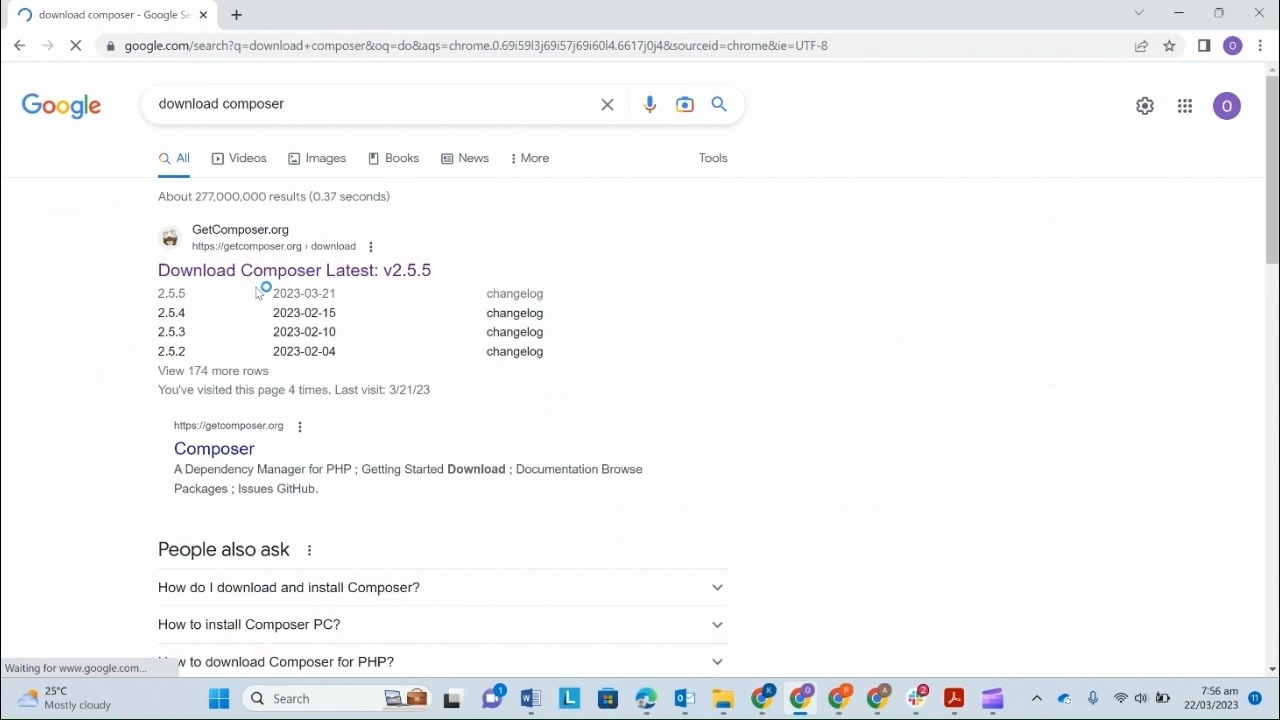 download composer - Google Se
google.com/search?q=download+composer&oq=do&aqs=chrome.0.69i59l3j69i57j69i60l4.6617j0j4&sourceid=chrome&ie=UTF-8
O
Google
download composer
O
All
Videos
Images
Books
News
More
Tools
About 277,000,000 results (0.37 seconds)
GetComposer.org
https://getcomposer.org › download
Download Composer Latest: v2.5.5
2.5.5 2023-03-21 changelog
2.5.4 2023-02-15 changelog
2.5.3 2023-02-10 changelog
2.5.2 2023-02-04 changelog
View 174 more rows
You've visited this page 4 times. Last visit: 3/21/23
https://getcomposer.org
Composer
A Dependency Manager for PHP ; Getting Started Download ; Documentation Browse
Packages ; Issues GitHub.
People also ask
How do I download and install Composer?
How to install Composer PC?
w to download Composer for PHP?
Waiting for www.google.com...
25°C
Mostly cloudy
Search
1
W
L
K
O
P
A
2
7:56 am
22/03/2023
11